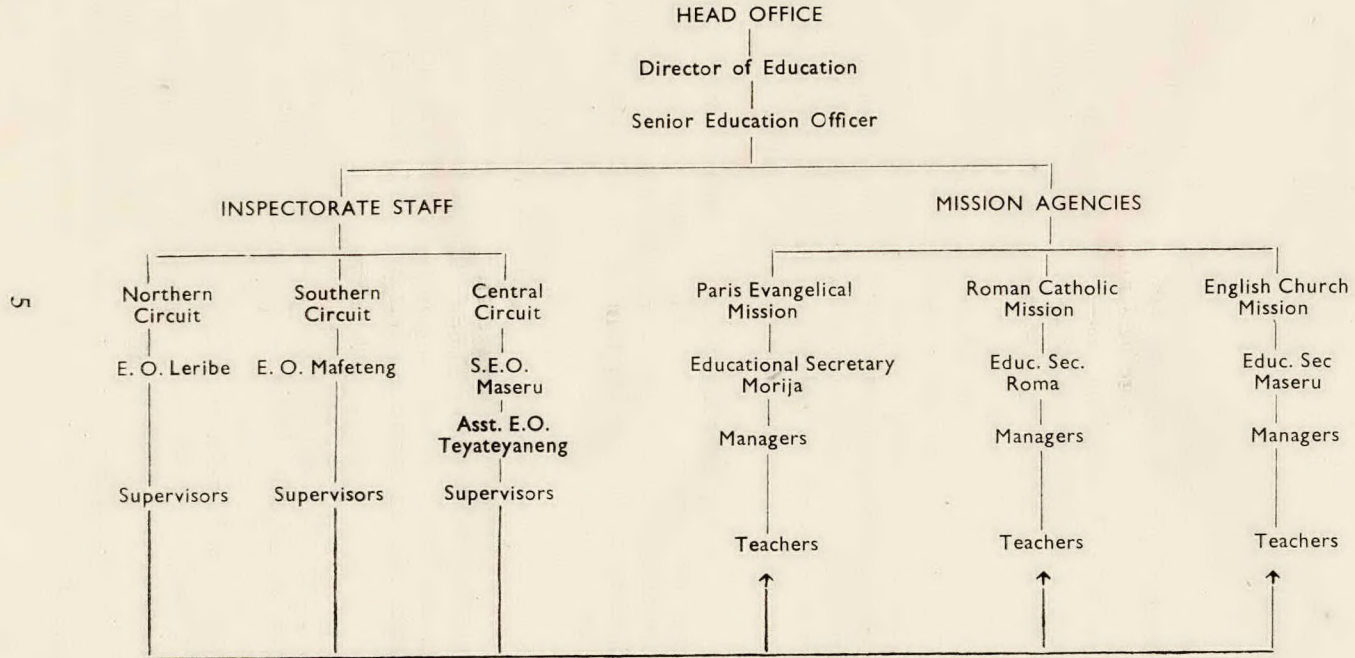 HEAD OFFICE
Director of Education
Senior Education Officer
INSPECTORATE STAFF
MISSION AGENCIES
5
Northern
Circuit
E. O. Leribe
Supervisors
Southern
Circuit
E. O. Mafeteng
Supervisors
Central
Circuit
S.E.O.
Maseru
Asst. E.O.
Teyateyaneng
Supervisors
Paris Evangelical
Mission
Educational Secretary
Morija
Managers
Teachers
Roman Catholic
Mission
Educ. Sec.
Roma
Managers
Teachers
English Church
Mission
Educ. Sec
Maseru
Managers
Teachers